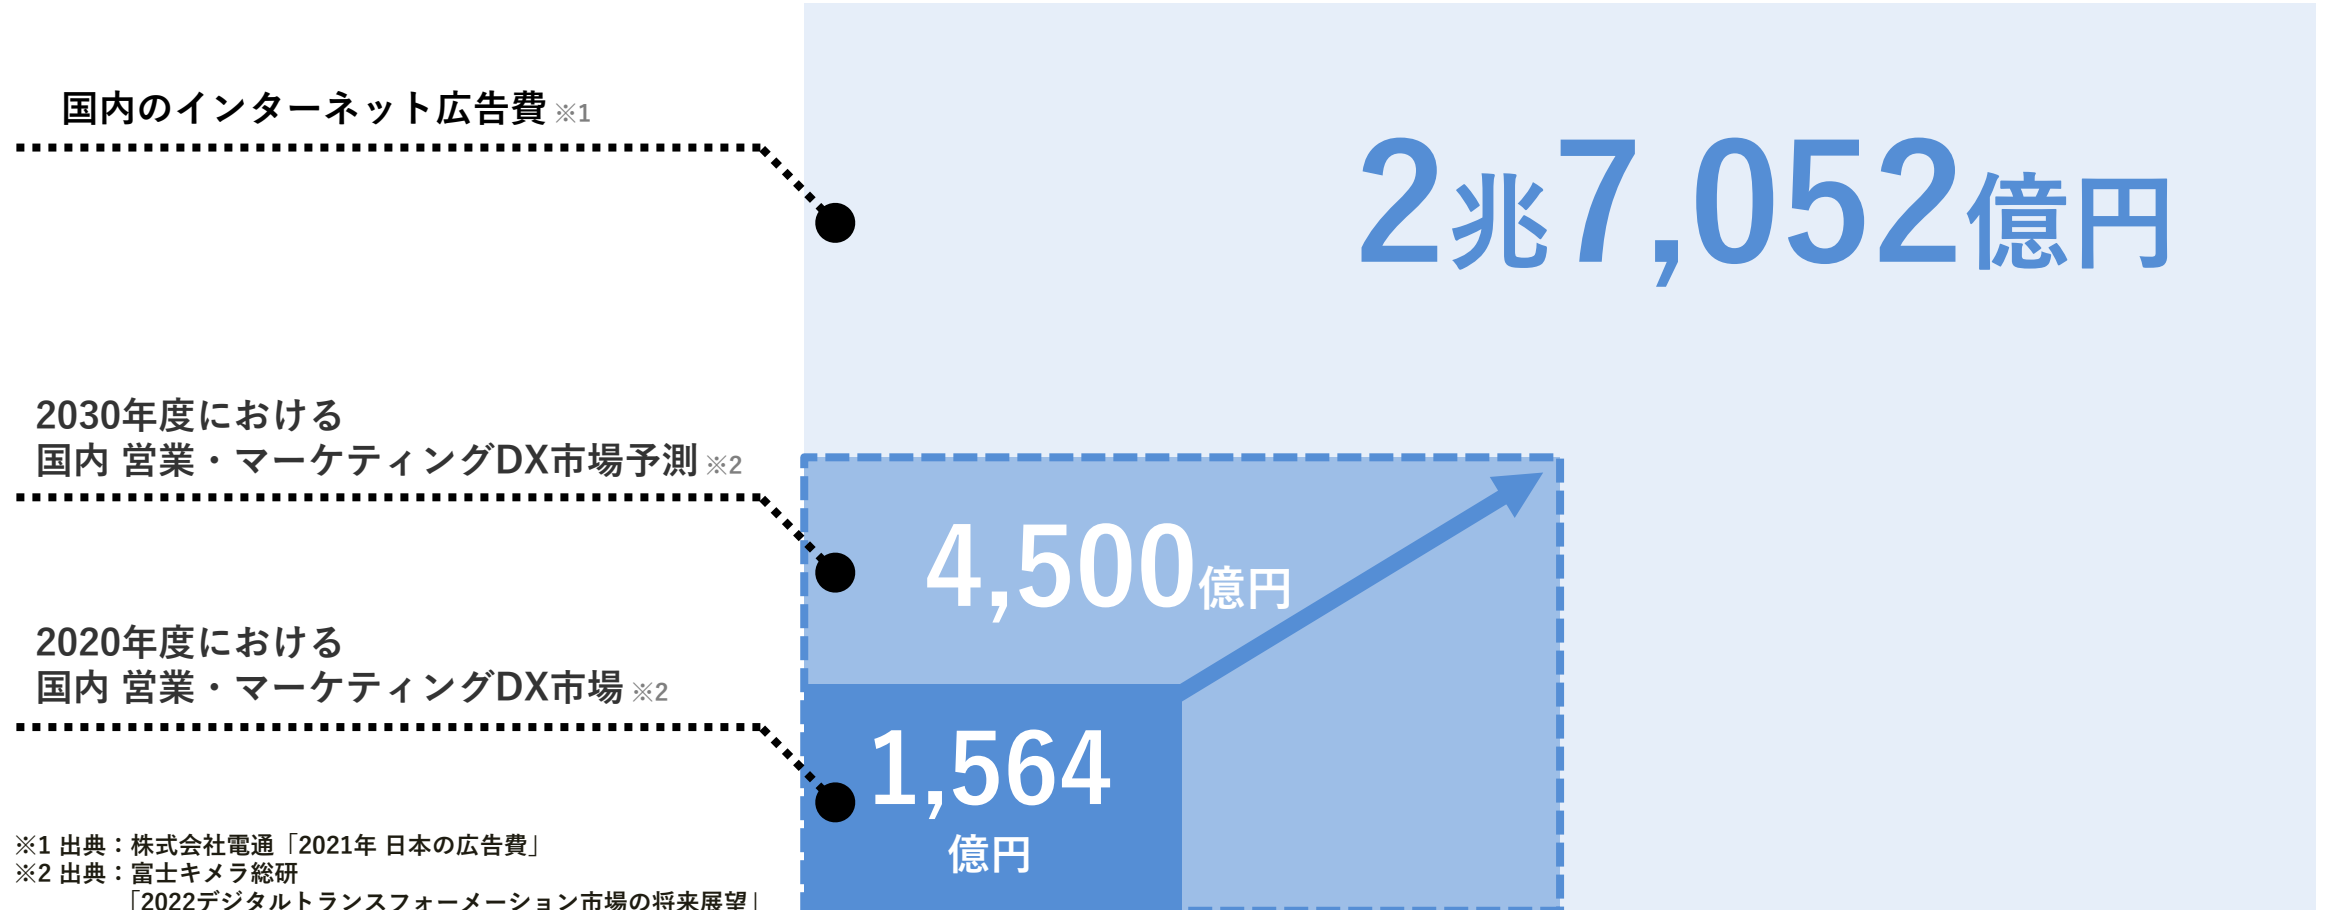 国内のインターネット広告費 ※1
2兆7,052億円
2030年度における
国内 営業・マーケティングDX市場予測 ※2
4,500億円
2020年度における
国内 営業・マーケティングDX市場 ※2
1,564
億円
※1 出典：株式会社電通「2021年 日本の広告費」
※2 出典：富士キメラ総研
「2022デジタルトランスフォーメーション市場の将来展望」